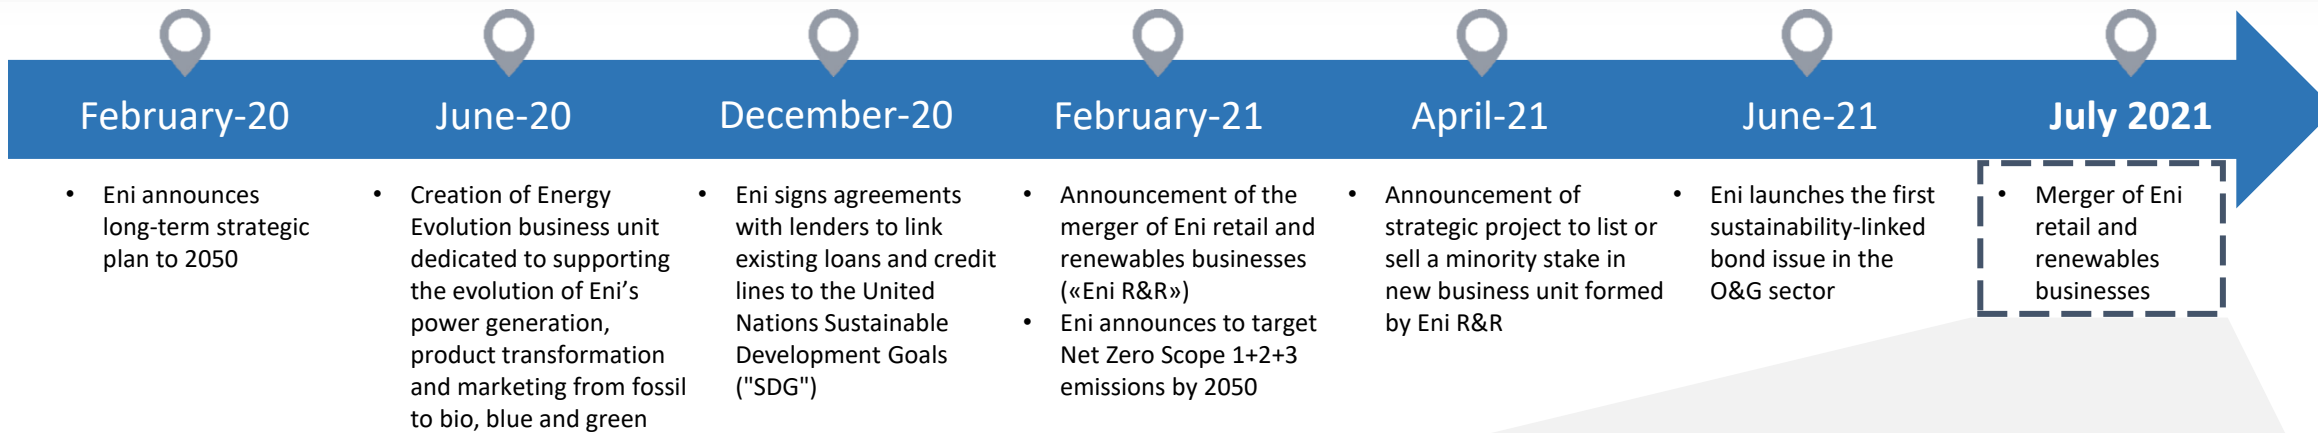 February-20
• Eni announces
long-term strategic
plan to 2050
June-20
• Creation of Energy
Evolution business unit
dedicated to supporting
the evolution of Eni’s
power generation,
product transformation
and marketing from fossil
to bio, blue and green
December-20
• Eni signs agreements
with lenders to link
existing loans and credit
lines to the United
Nations Sustainable
Development Goals
("SDG")
February-21
• Announcement of the
merger of Eni retail and
renewables businesses
(«Eni R&R»)
• Eni announces to target
Net Zero Scope 1+2+3
emissions by 2050
April-21
• Announcement of
strategic project to list or
sell a minority stake in
new business unit formed
by Eni R&R
June-21
• Eni launches the first
sustainability-linked
bond issue in the
O&G sector
July 2021
• Merger of Eni
retail and
renewables
businesses